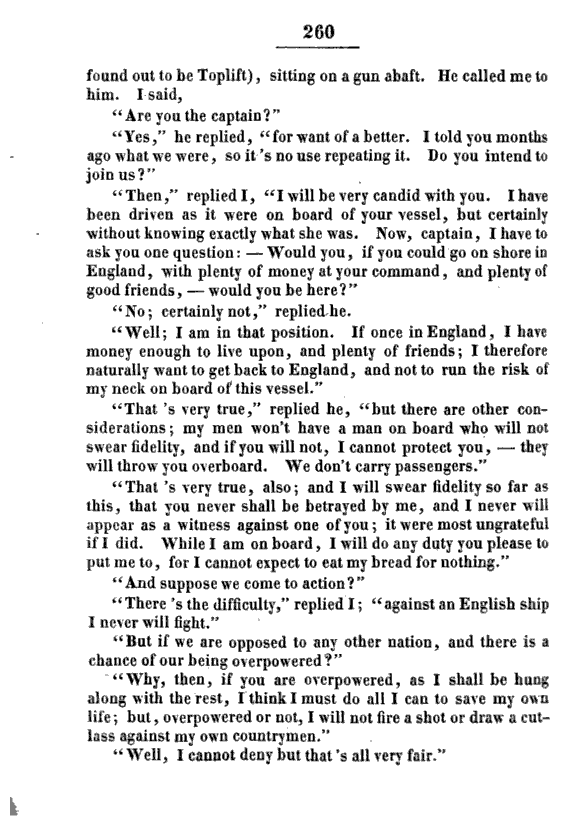 260
found out to be Toplift), sitting on a gun abaft. He called me to
him. I said,
“Are you the captain?”
“Yes,” he replied, “for want of a better. I told you months
ago what we were, so it 's no use repeating it. Do you intend to
join us?”
“Then,” replied I, “I will be very candid with you. I have
been driven as it were on board of your vessel, but certainly
without knowing exactly what she was. Now, captain, I have to
ask you one question: — Would you, if you could go on shore in
England, with plenty of money at your command, and plenty of
good friends, — would you be here?”
“No; certainly not,” replied he.
“Well; I am in that position. If once in England, I have
money enough to live upon, and plenty of friends; I therefore
naturally want to get back to England, and not to run the risk of
my neck on board of this vessel.”
“That 's very true,” replied he, “but there are other con-
siderations; my men won't have a man on board who will not
swear fidelity, and if you will not, I cannot protect you, — they
will throw you overboard. We don't carry passengers.”
“That 's very true, also; and I will swear fidelity so far as
this, that you never shall be betrayed by me, and I never will
appear as a witness against one of you; it were most ungrateful
if I did. While I am on board, I will do any duty you please to
put me to, for I cannot expect to eat my bread for nothing.”
“And suppose we come to action?”
“There 's the difficulty,” replied I; “against an English ship
I never will fight.”
“But if we are opposed to any other nation, and there is a
chance of our being overpowered?”
“Why, then, if you are overpowered, as I shall be hung
along with the rest, I think I must do all I can to save my own
life; but, overpowered or not, I will not fire a shot or draw a cut-
lass against my own countrymen.”
“Well, I cannot deny but that 's all very fair.”